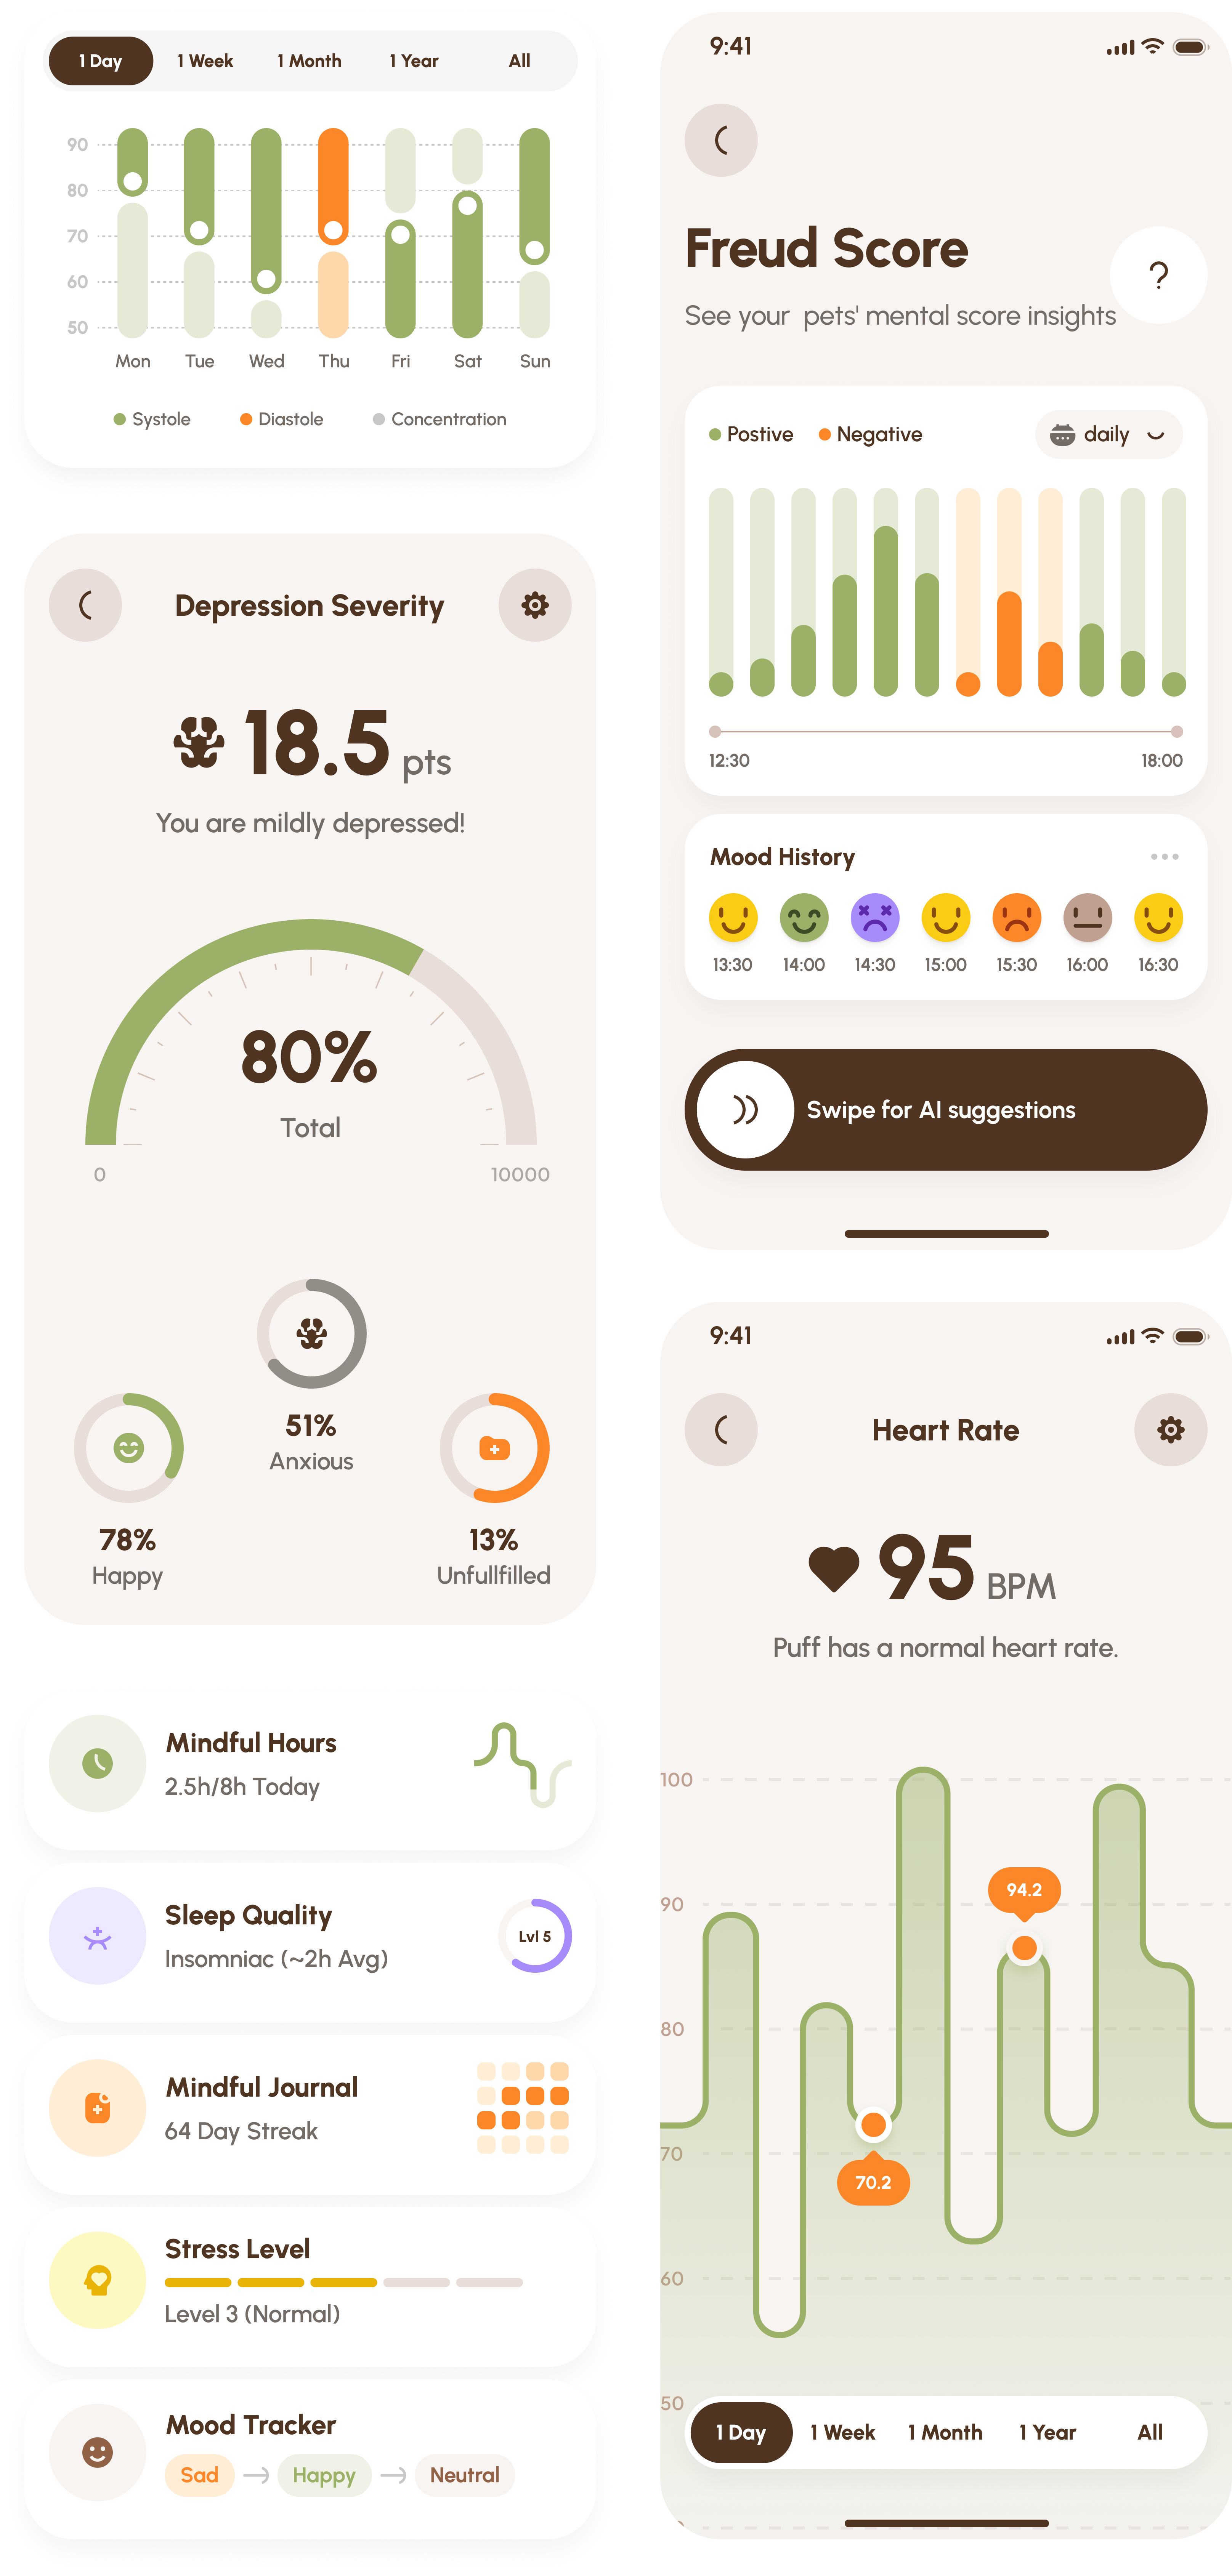 1 Day 1 Week 1 Month 1 Year All
90
80
70
60
50
Mon Tue Wed Thu Fri Sat Sun
Systole Diastole Concentration
Depression Severity
18.5 pts
You are mildly depressed!
80%
Total
0 10000
51%
Anxious
78%
Happy
13%
Unfullfilled
Mindful Hours
2.5h/8h Today
Sleep Quality
Insomniac (~2h Avg)
Lvl 5
Mindful Journal
64 Day Streak
Stress Level
Level 3 (Normal)
Mood Tracker
Sad Happy Neutral
9:41
Freud Score
See your  pets' mental score insights
?
Postive Negative daily
12:30 18:00
Mood History
13:30 14:00 14:30 15:00 15:30 16:00 16:30
Swipe for AI suggestions
9:41
Heart Rate
95 BPM
Puff has a normal heart rate.
100
90
94.2
80
70
70.2
60
50
1 Day 1 Week 1 Month 1 Year All